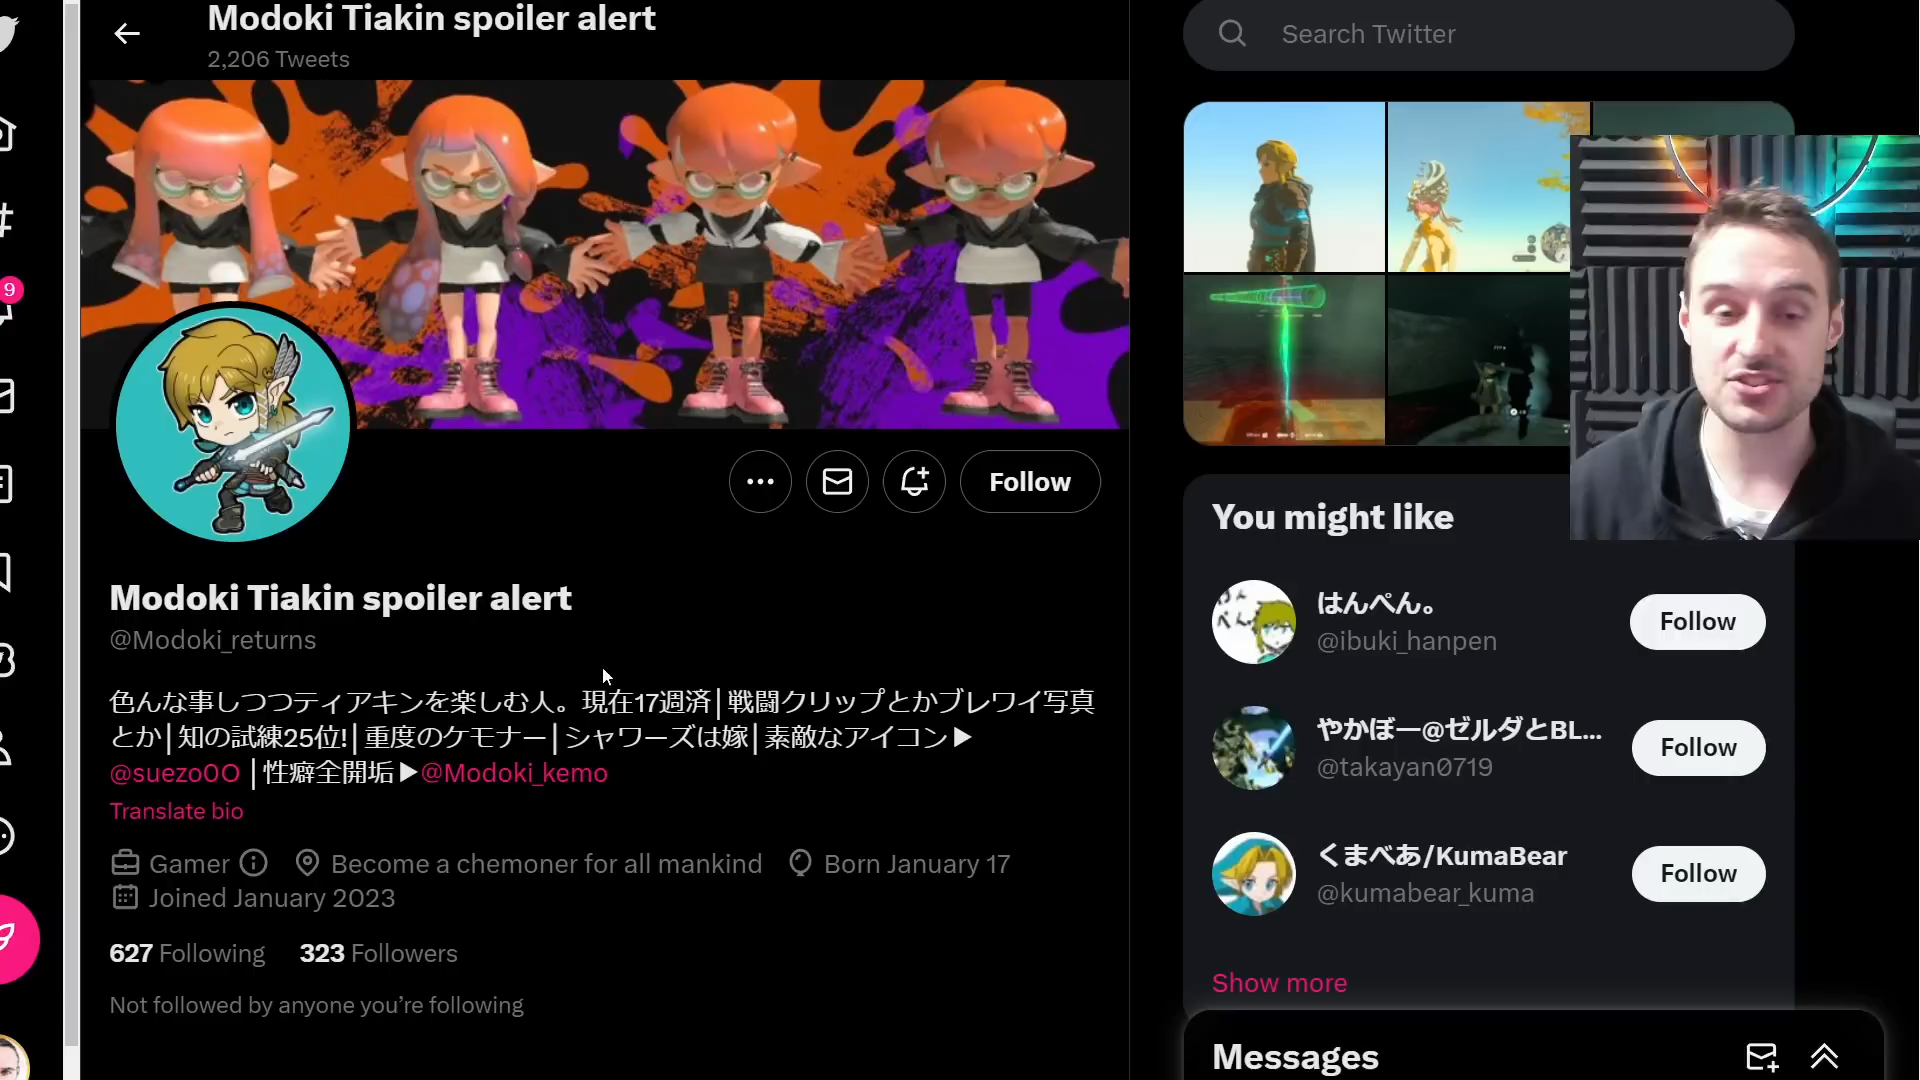 Modoki Tiakin spoiler alert
2,206 Tweets
Search Twitter
9
Follow
Modoki Tiakin spoiler alert
@Modoki_returns
色んな事しつつティアキンを楽しむ人。現在17週済│戦闘クリップとかブレワイ写真
とか│知の試練25位!│重度のケモナー│シャワーズは嫁│素敵なアイコン▶
@suezo0O │性癖全開垢▶@Modoki_kemo
Translate bio
Gamer Become a chemoner for all mankind Born January 17
Joined January 2023
627 Following 323 Followers
Not followed by anyone you’re following
You might like
はんぺん。
@ibuki_hanpen
Follow
やかぼー@ゼルダとBL...
@takayan0719
Follow
くまべあ/KumaBear
@kumabear_kuma
Follow
Show more
Messages